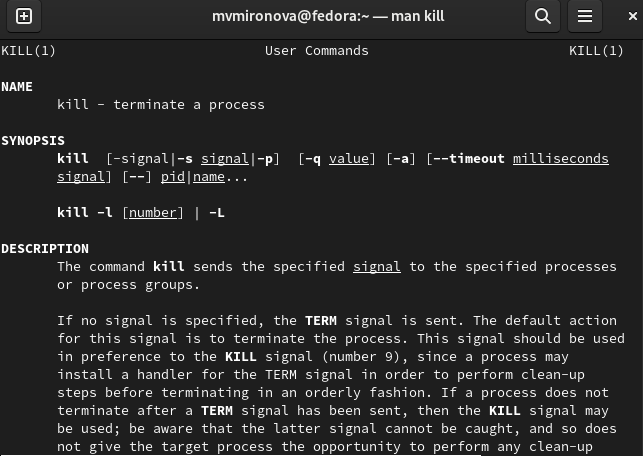 mvmironova@fedora:~ — man kill
KILL(1) User Commands KILL(1)
NAME
kill - terminate a process
SYNOPSIS
kill [-signal|-s signal|-p] [-q value] [-a] [--timeout milliseconds
signal] [--] pid|name...
kill -l [number] | -L
DESCRIPTION
The command kill sends the specified signal to the specified processes
or process groups.
If no signal is specified, the TERM signal is sent. The default action
for this signal is to terminate the process. This signal should be used
in preference to the KILL signal (number 9), since a process may
install a handler for the TERM signal in order to perform clean-up
steps before terminating in an orderly fashion. If a process does not
terminate after a TERM signal has been sent, then the KILL signal may
be used; be aware that the latter signal cannot be caught, and so does
not give the target process the opportunity to perform any clean-up